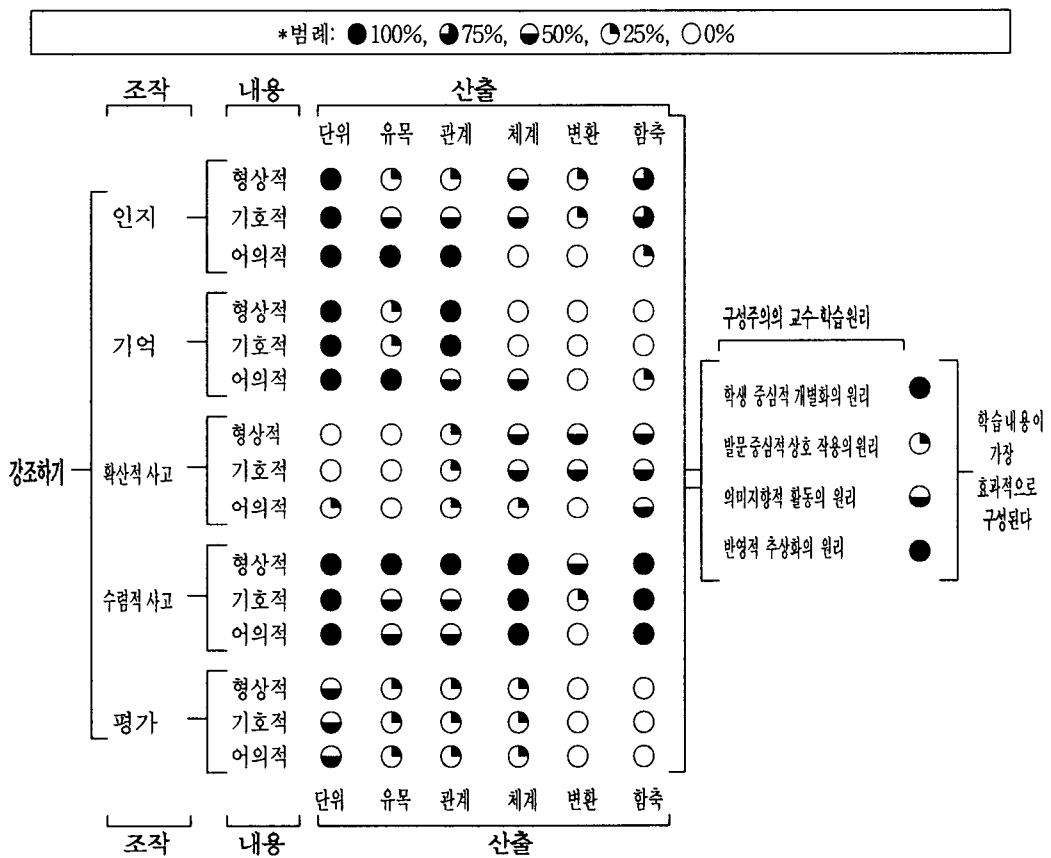 *범례: ●100%, ◕75%, ◒50%, ◔25%, ○0%
조작 내용 산출
단위 유목 관계 체계 변환 함축
형상적
인지 기호적
어의적
형상적
기억 기호적
어의적
형상적
강조하기 확산적 사고 기호적
어의적
형상적
수렴적 사고 기호적
어의적
형상적
평가 기호적
어의적
단위 유목 관계 체계 변환 함축
조작 내용 산출
구성주의의 교수·학습원리
학생 중심적 개별화의 원리
발문 중심적 상호 작용의 원리
의미지향적 활동의 원리
반영적 추상화의 원리
학습내용이
가장
효과적으로
구성된다